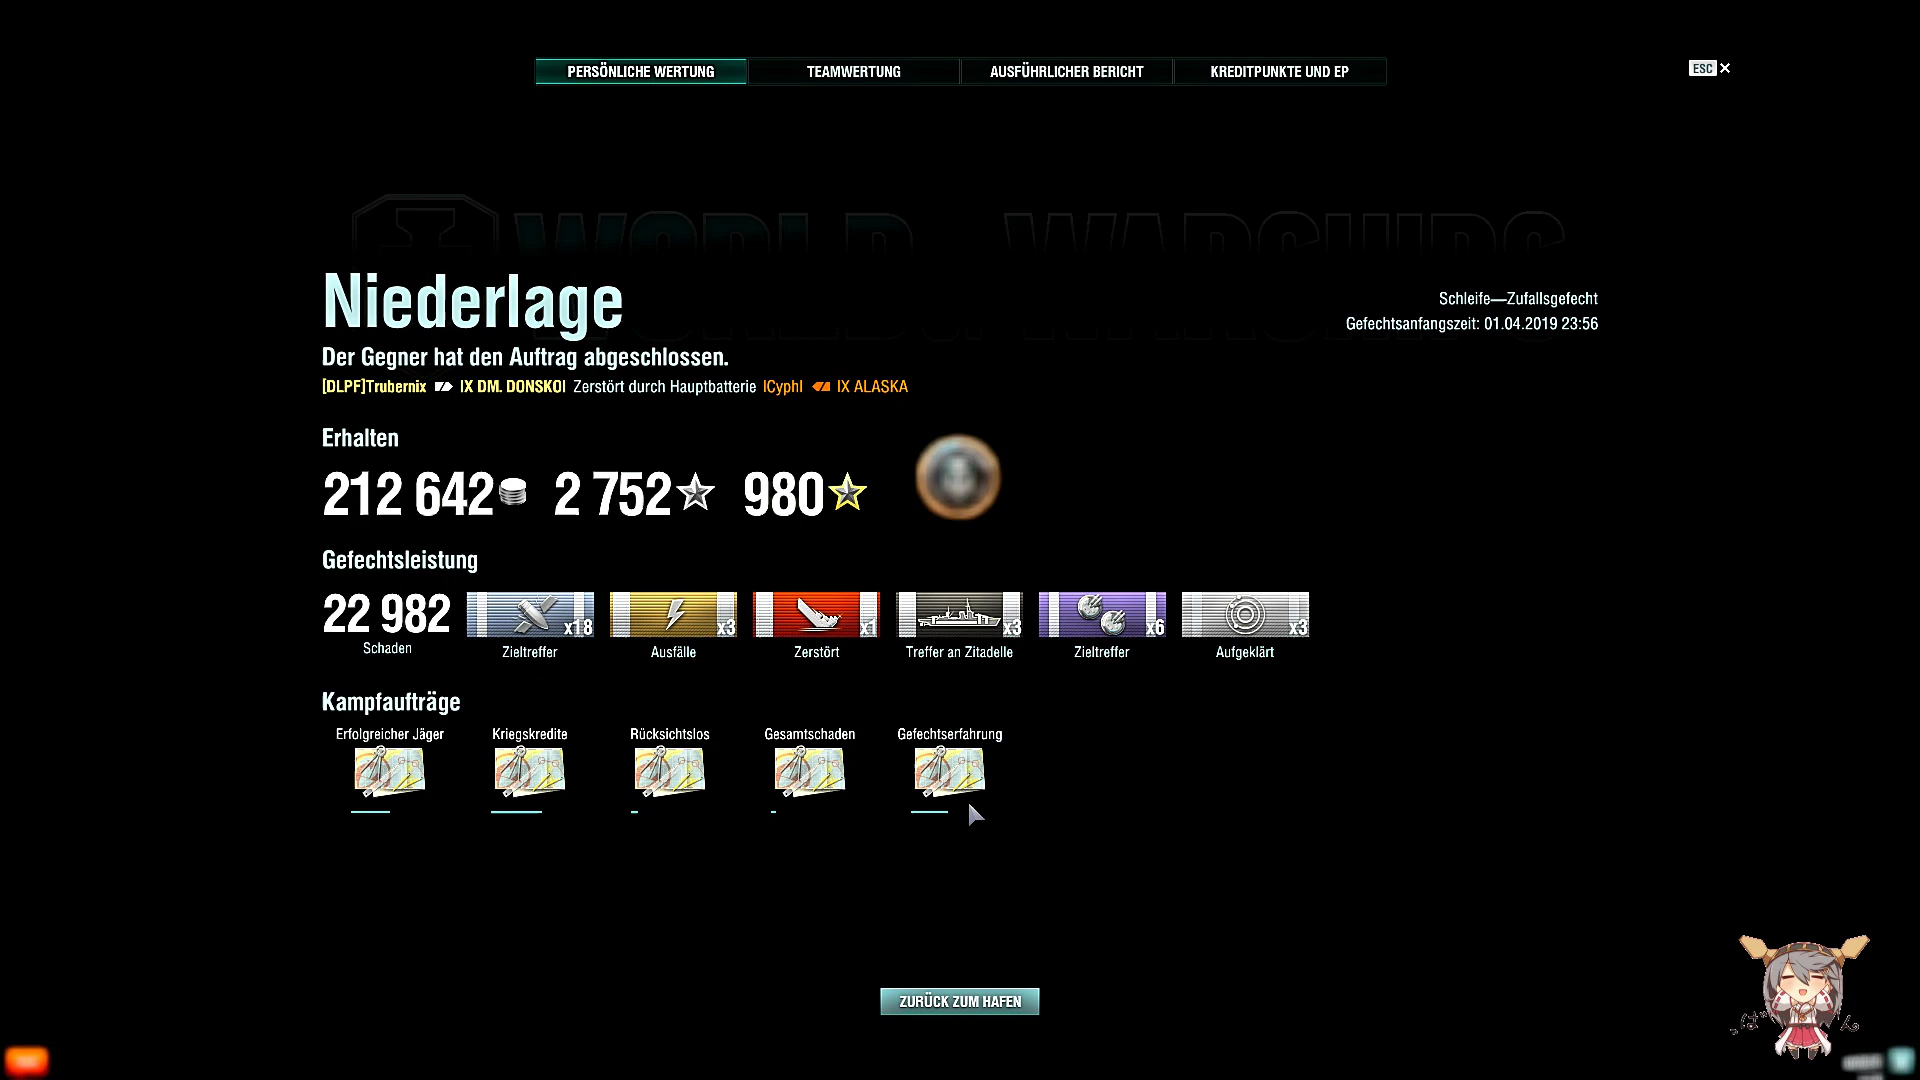 PERSÖNLICHE WERTUNG TEAMWERTUNG AUSFÜHRLICHER BERICHT KREDITPUNKTE UND EP ESC
WORLD WARSHIPS
Niederlage
Schleife—Zufallsgefecht
Gefechtsanfangszeit: 01.04.2019 23:56
Der Gegner hat den Auftrag abgeschlossen.
[DLPF]Trubernix IX DM. DONSKOI Zerstört durch Hauptbatterie ICyphI IX ALASKA
Erhalten
212 642 2 752 980
Gefechtsleistung
22 982 x18 x3 x1 x3 x6 x3
Schaden Zieltreffer Ausfälle Zerstört Treffer an Zitadelle Zieltreffer Aufgeklärt
Kampfaufträge
Erfolgreicher Jäger Kriegskredite Rücksichtslos Gesamtschaden Gefechtserfahrung
ZURÜCK ZUM HAFEN